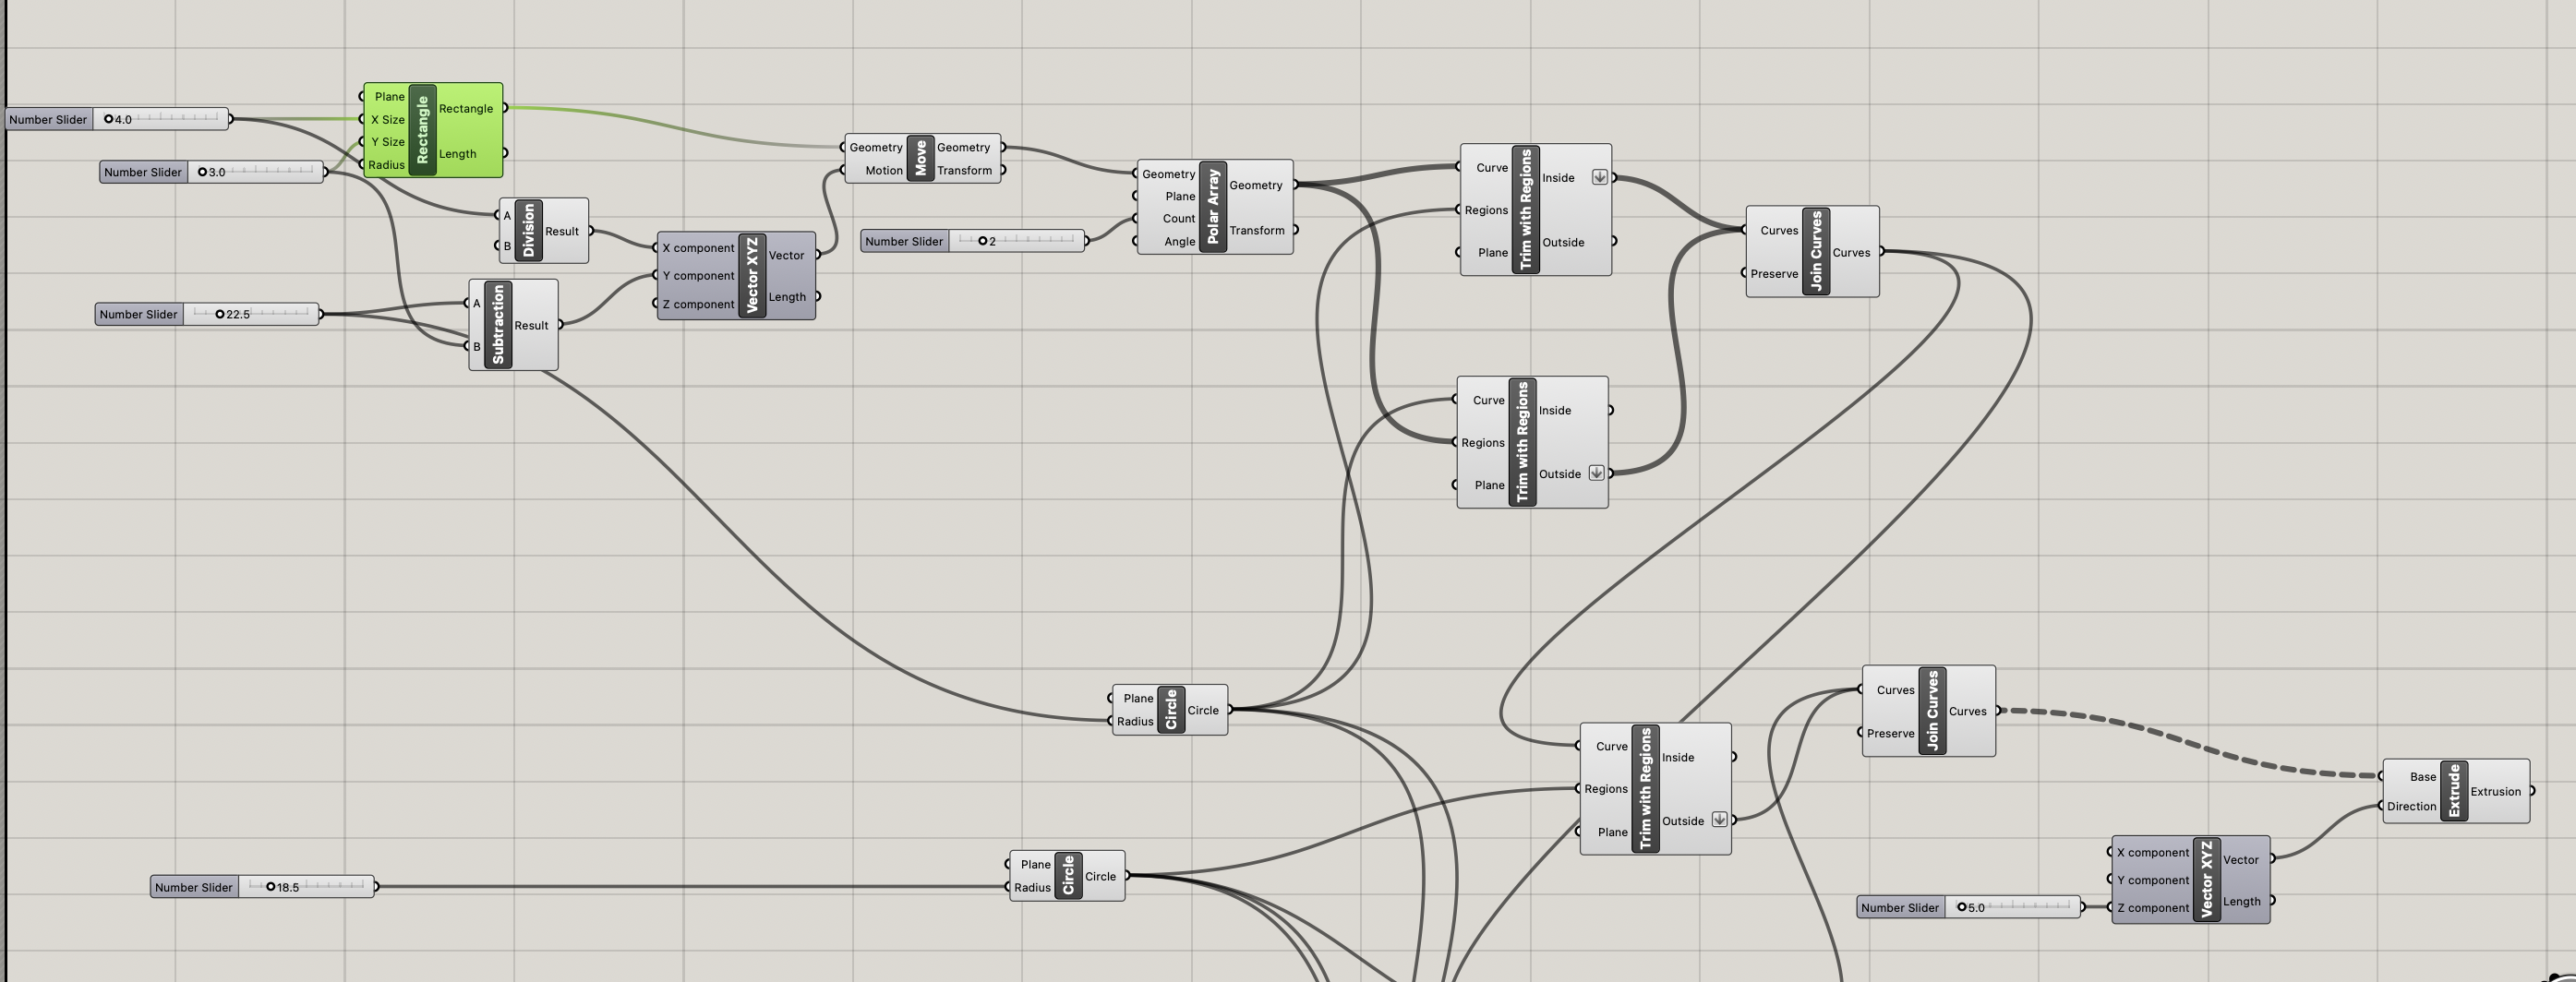 Number Slider 4.0
Plane
X Size
Y Size
Radius
Rectangle
Rectangle
Length
Number Slider 3.0
A
B
Division
Result
Number Slider 22.5
A
B
Subtraction
Result
X component
Y component
Z component
Vector XYZ
Vector
Length
Geometry
Motion
Move
Geometry
Transform
Number Slider 2
Geometry
Plane
Count
Angle
Polar Array
Geometry
Transform
Curve
Regions
Plane
Trim with Regions
Inside
Outside
Curves
Preserve
Join Curves
Curves
Curve
Regions
Plane
Trim with Regions
Inside
Outside
Plane
Radius
Circle
Circle
Number Slider 18.5
Plane
Radius
Circle
Circle
Curve
Regions
Plane
Trim with Regions
Inside
Outside
Curves
Preserve
Join Curves
Curves
Number Slider 5.0
X component
Y component
Z component
Vector XYZ
Vector
Length
Base
Direction
Extrude
Extrusion